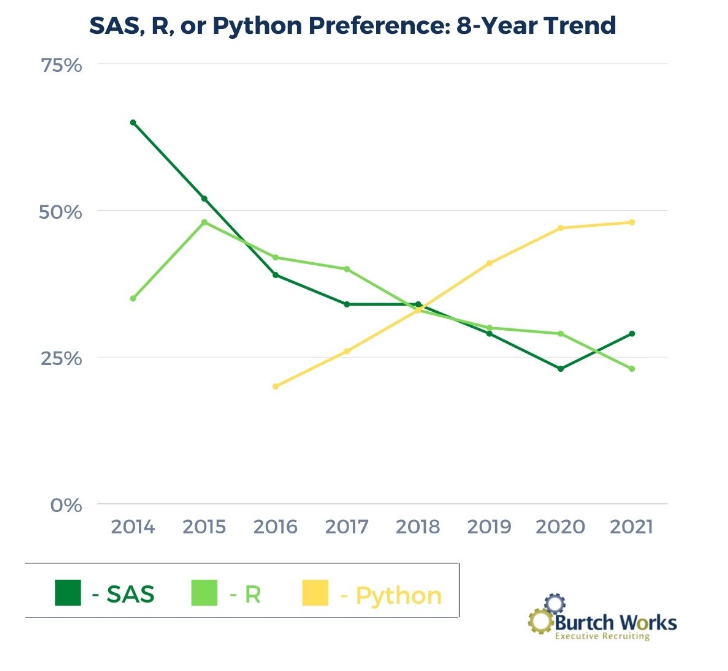 SAS, R, or Python Preference: 8-Year Trend
75%
50%
25%
0%
2014 2015 2016 2017 2018 2019 2020 2021
- SAS - R - Python
Burtch Works
Executive Recruiting